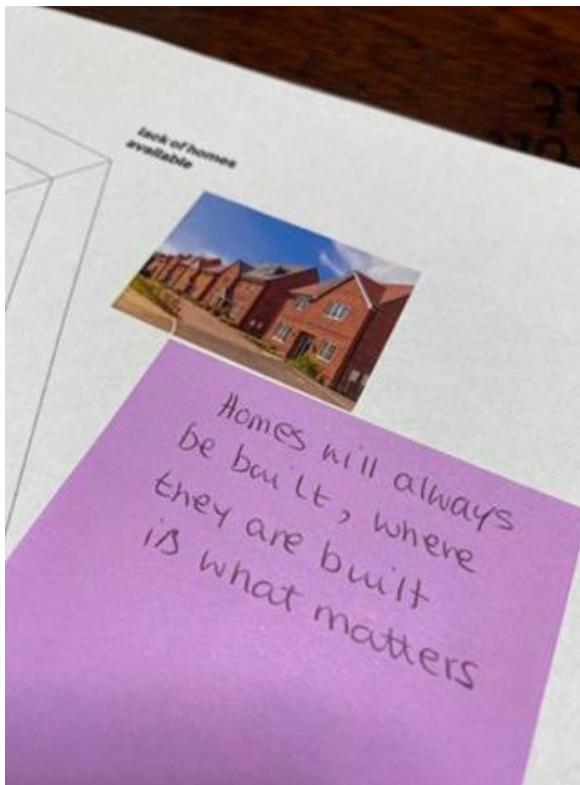 lack of homes
available
Homes will always
be built, where
they are built
is what matters